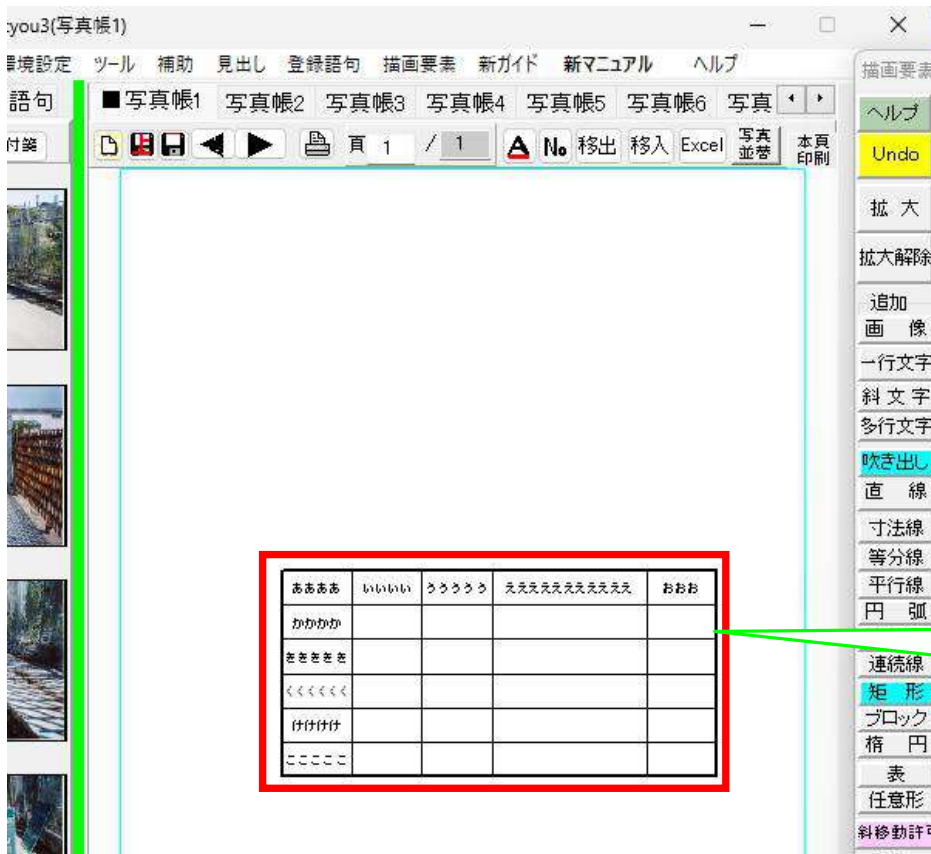 cyou3(写真帳1)
環境設定 ツール 補助 見出し 登録語句 描画要素 新ガイド 新マニュアル ヘルプ
語句
付箋
■写真帳1 写真帳2 写真帳3 写真帳4 写真帳5 写真帳6 写真
頁 1 / 1 A No 移出 移入 Excel 写真並替 本頁印刷
ああああ いいいい ううううう ええええええええええええ おおお
かかかか
ききききき
くくくくくく
けけけけ
こここここ
描画要素
ヘルプ
Undo
拡 大
拡大解除
追加
画 像
一行文字
斜 文 字
多行文字
吹き出し
直 線
寸法線
等分線
平行線
円 弧
連続線
矩 形
ブロック
楕 円
表
任意形
斜移動許可